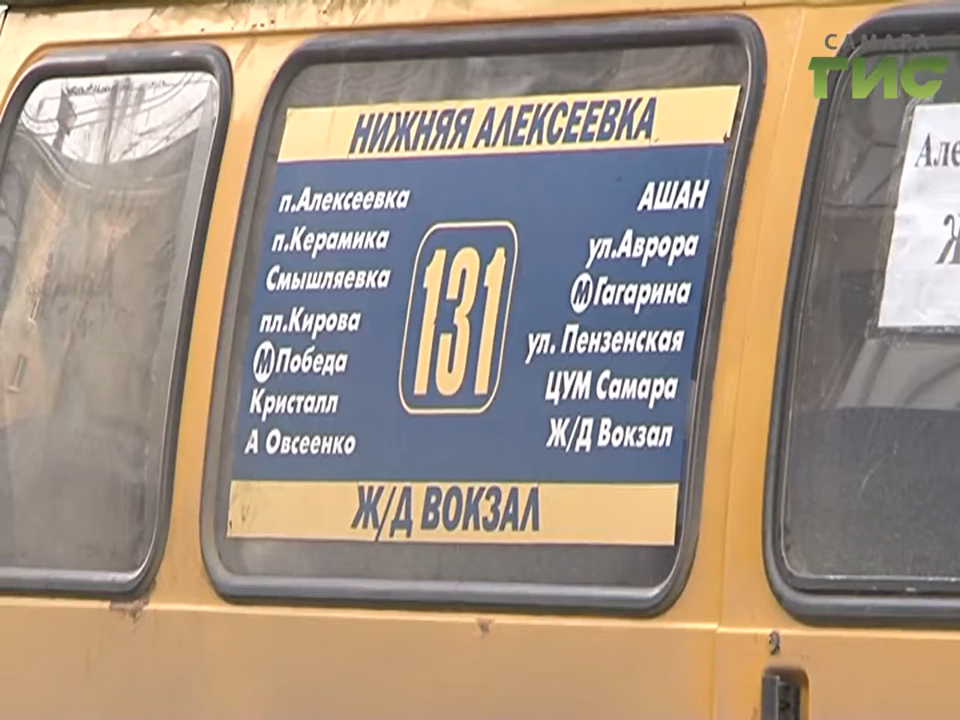 САМАРА
ТИС
НИЖНЯЯ АЛЕКСЕЕВКА
п.Алексеевка
п.Керамика
Смышляевка
пл.Кирова
М Победа
Кристалл
А Овсеенко
131
АШАН
ул.Аврора
М Гагарина
ул. Пензенская
ЦУМ Самара
Ж/Д Вокзал
Ж/Д ВОКЗАЛ